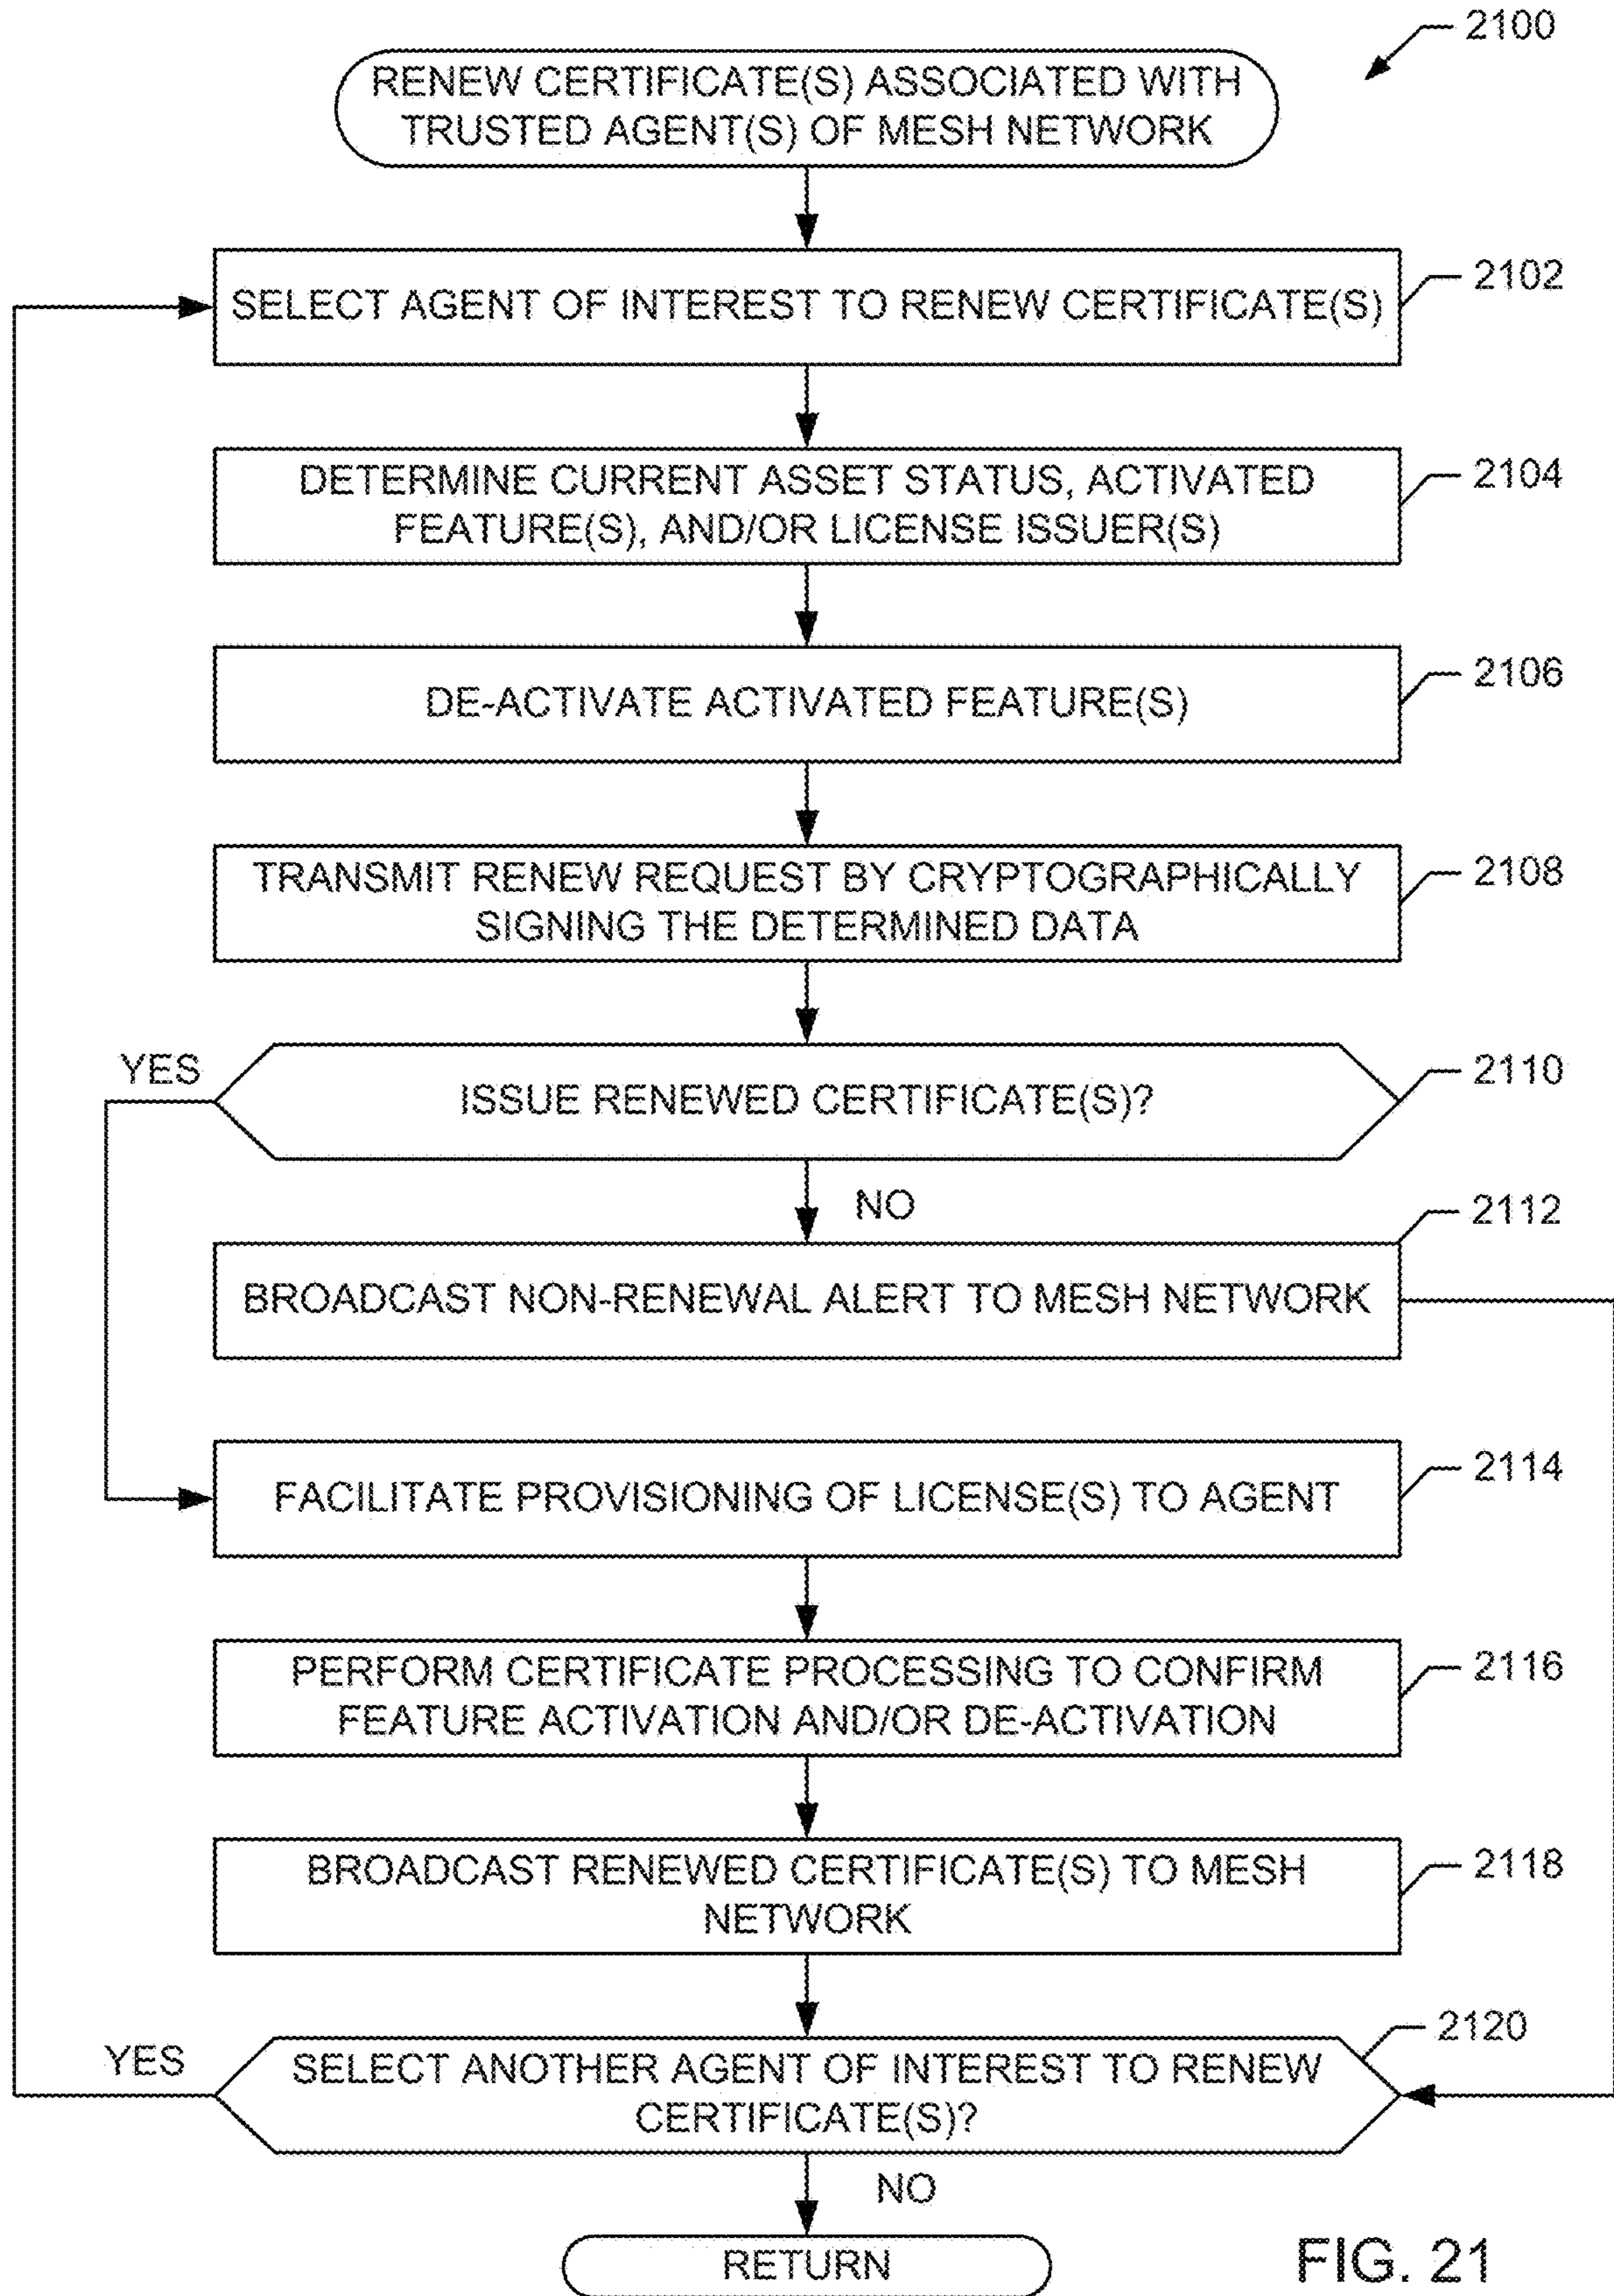 2100
RENEW CERTIFICATE(S) ASSOCIATED WITH
TRUSTED AGENT(S) OF MESH NETWORK
2102
SELECT AGENT OF INTEREST TO RENEW CERTIFICATE(S)
2104
DETERMINE CURRENT ASSET STATUS, ACTIVATED
FEATURE(S), AND/OR LICENSE ISSUER(S)
2106
DE-ACTIVATE ACTIVATED FEATURE(S)
2108
TRANSMIT RENEW REQUEST BY CRYPTOGRAPHICALLY
SIGNING THE DETERMINED DATA
YES
2110
ISSUE RENEWED CERTIFICATE(S)?
NO
2112
BROADCAST NON-RENEWAL ALERT TO MESH NETWORK
2114
FACILITATE PROVISIONING OF LICENSE(S) TO AGENT
2116
PERFORM CERTIFICATE PROCESSING TO CONFIRM
FEATURE ACTIVATION AND/OR DE-ACTIVATION
2118
BROADCAST RENEWED CERTIFICATE(S) TO MESH
NETWORK
2120
YES
SELECT ANOTHER AGENT OF INTEREST TO RENEW
CERTIFICATE(S)?
NO
RETURN
FIG. 21